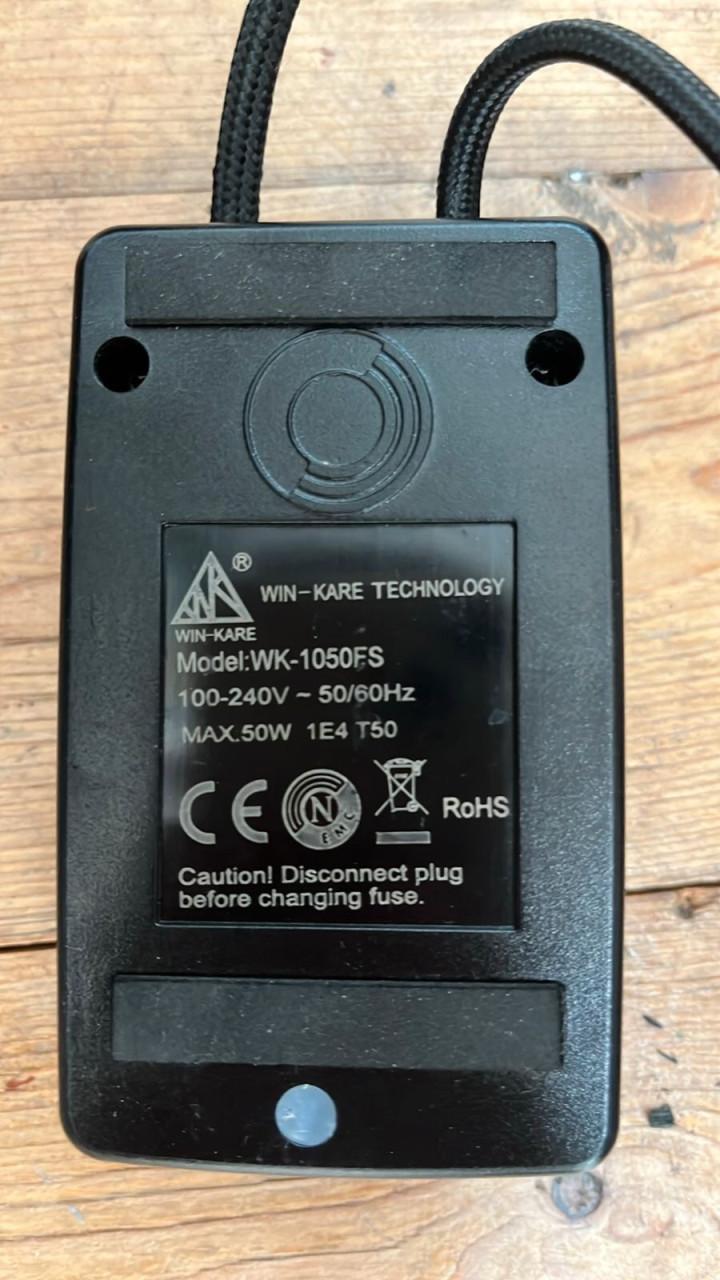 WK
®
WIN-KARE
WIN-KARE TECHNOLOGY
Model:WK-1050FS
100-240V ~ 50/60Hz
MAX.50W 1E4 T50
CE N EMC RoHS
Caution! Disconnect plug
before changing fuse.